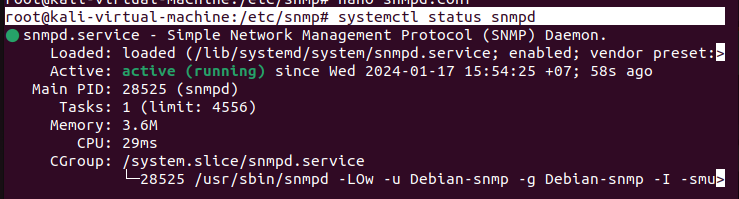 root@kali-virtual-machine:/etc/snmp# nano snmpd.conf
root@kali-virtual-machine:/etc/snmp# systemctl status snmpd
● snmpd.service - Simple Network Management Protocol (SNMP) Daemon.
Loaded: loaded (/lib/systemd/system/snmpd.service; enabled; vendor preset:>
Active: active (running) since Wed 2024-01-17 15:54:25 +07; 58s ago
Main PID: 28525 (snmpd)
Tasks: 1 (limit: 4556)
Memory: 3.6M
CPU: 29ms
CGroup: /system.slice/snmpd.service
└─28525 /usr/sbin/snmpd -LOw -u Debian-snmp -g Debian-snmp -I -smu>